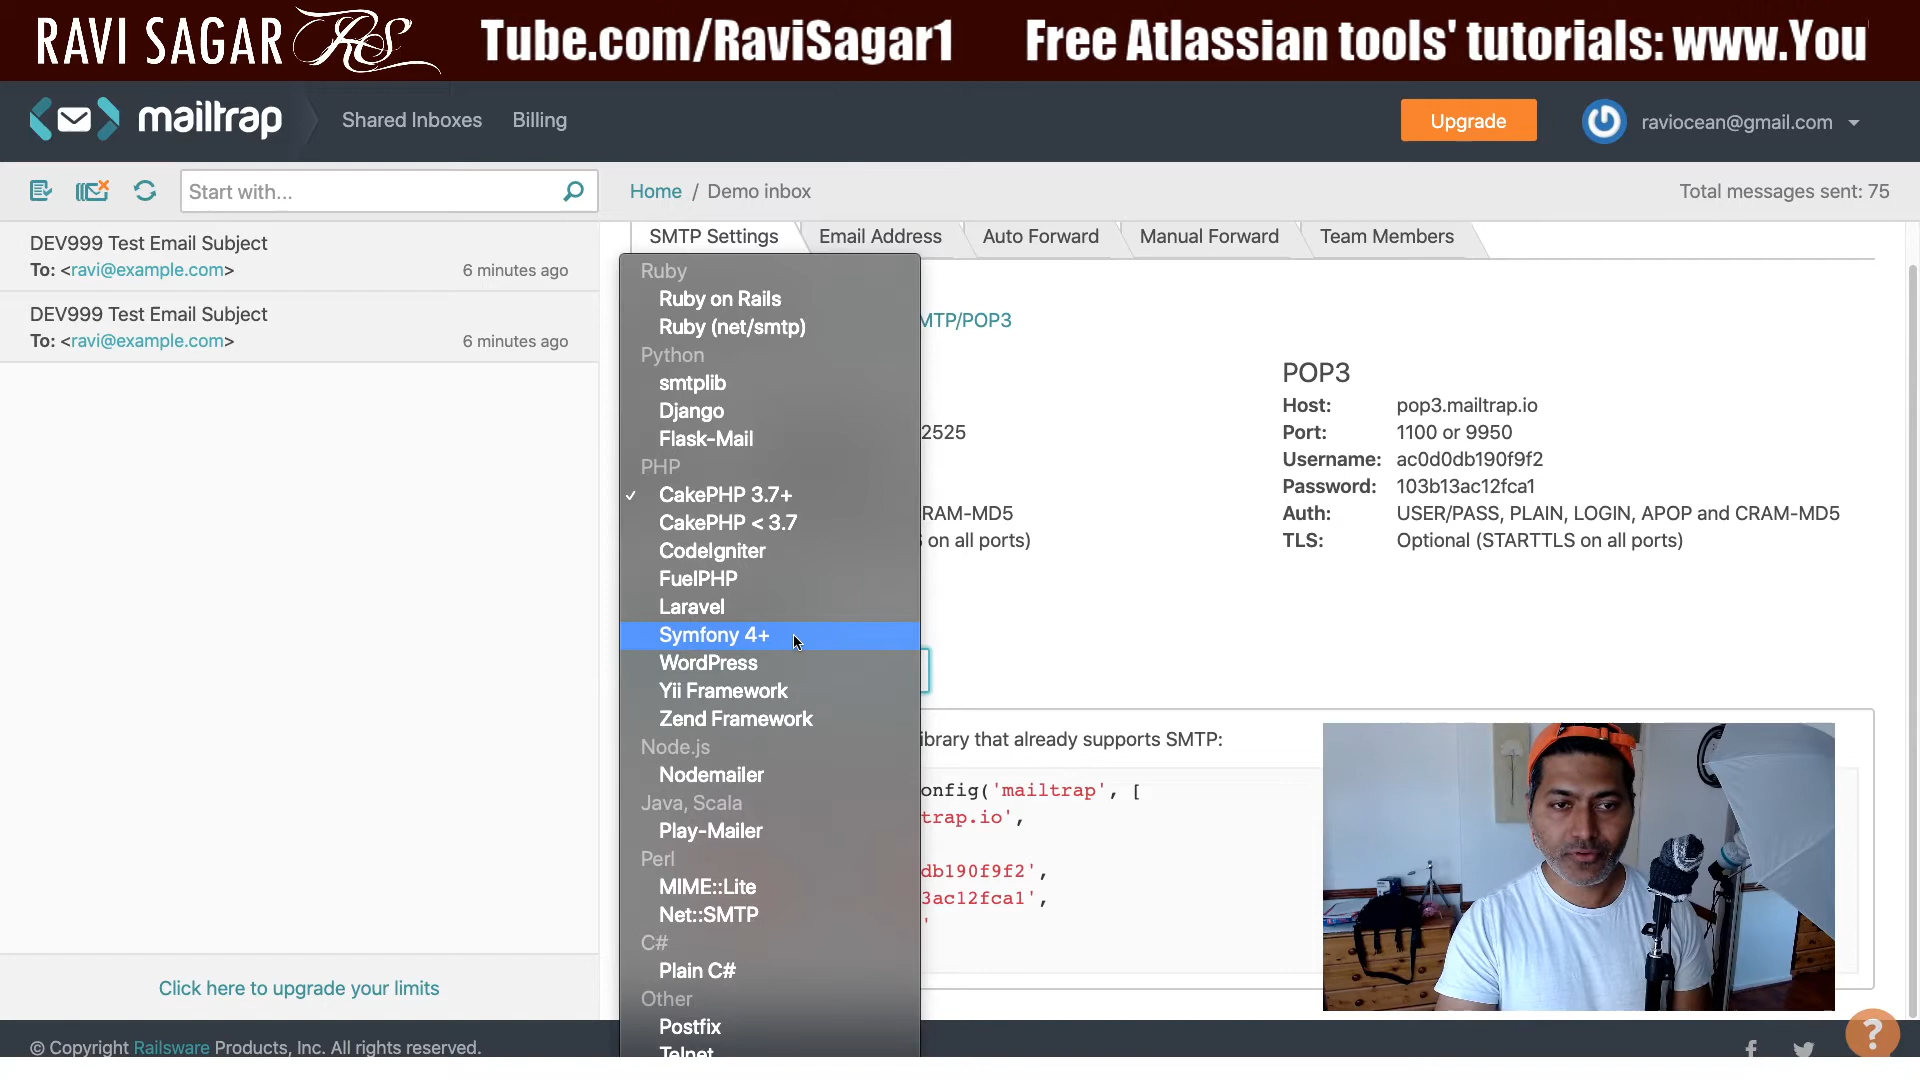 RAVI SAGAR RS Tube.com/RaviSagar1 Free Atlassian tools' tutorials: www.You
mailtrap Shared Inboxes Billing Upgrade raviocean@gmail.com
Start with... Home / Demo inbox Total messages sent: 75
DEV999 Test Email Subject
To: <ravi@example.com> 6 minutes ago
DEV999 Test Email Subject
To: <ravi@example.com> 6 minutes ago
Click here to upgrade your limits
SMTP Settings Email Address Auto Forward Manual Forward Team Members
Ruby
Ruby on Rails
Ruby (net/smtp)
Python
smtplib
Django
Flask-Mail
PHP
✓ CakePHP 3.7+
CakePHP < 3.7
CodeIgniter
FuelPHP
Laravel
Symfony 4+
WordPress
Yii Framework
Zend Framework
Node.js
Nodemailer
Java, Scala
Play-Mailer
Perl
MIME::Lite
Net::SMTP
C#
Plain C#
Other
Postfix
Telnet
MTP/POP3
2525
RAM-MD5
on all ports)
POP3
Host: pop3.mailtrap.io
Port: 1100 or 9950
Username: ac0d0db190f9f2
Password: 103b13ac12fca1
Auth: USER/PASS, PLAIN, LOGIN, APOP and CRAM-MD5
TLS: Optional (STARTTLS on all ports)
ibrary that already supports SMTP:
onfig('mailtrap', [
trap.io',
db190f9f2',
3ac12fca1',
'
?
© Copyright Railsware Products, Inc. All rights reserved.